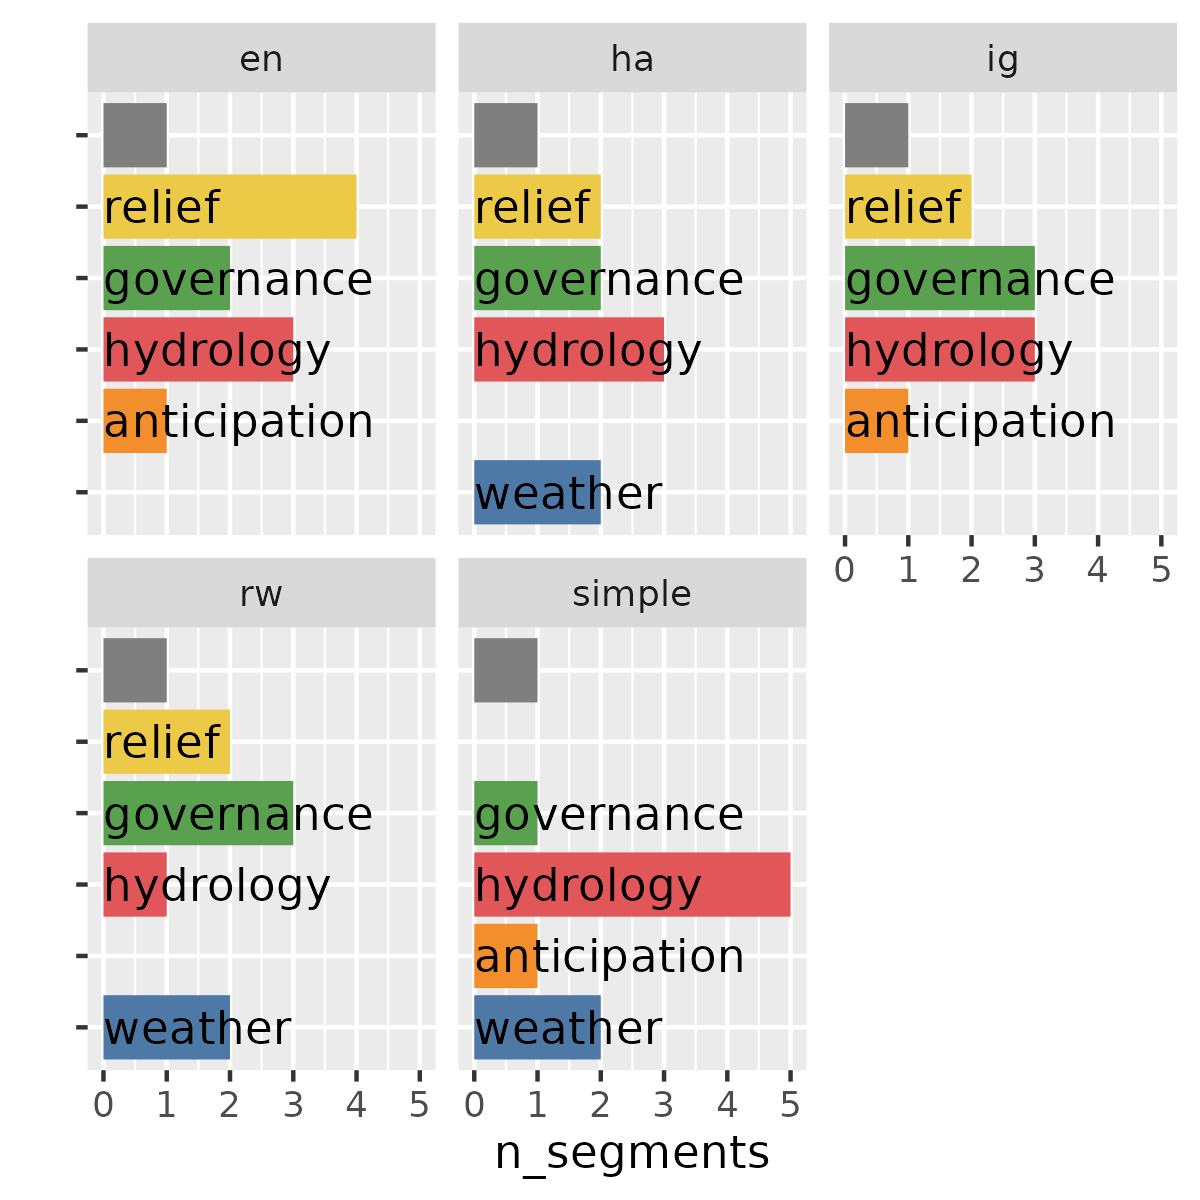 en
ha
ig
relief
governance
hydrology
anticipation
relief
governance
hydrology
weather
relief
governance
hydrology
anticipation
0 1 2 3 4 5
rw
simple
relief
governance
hydrology
weather
governance
hydrology
anticipation
weather
0 1 2 3 4 5
0 1 2 3 4 5
n_segments